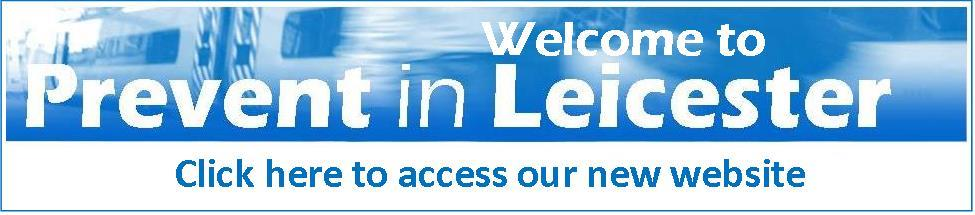 Welcome to
Prevent in Leicester
Click here to access our new website